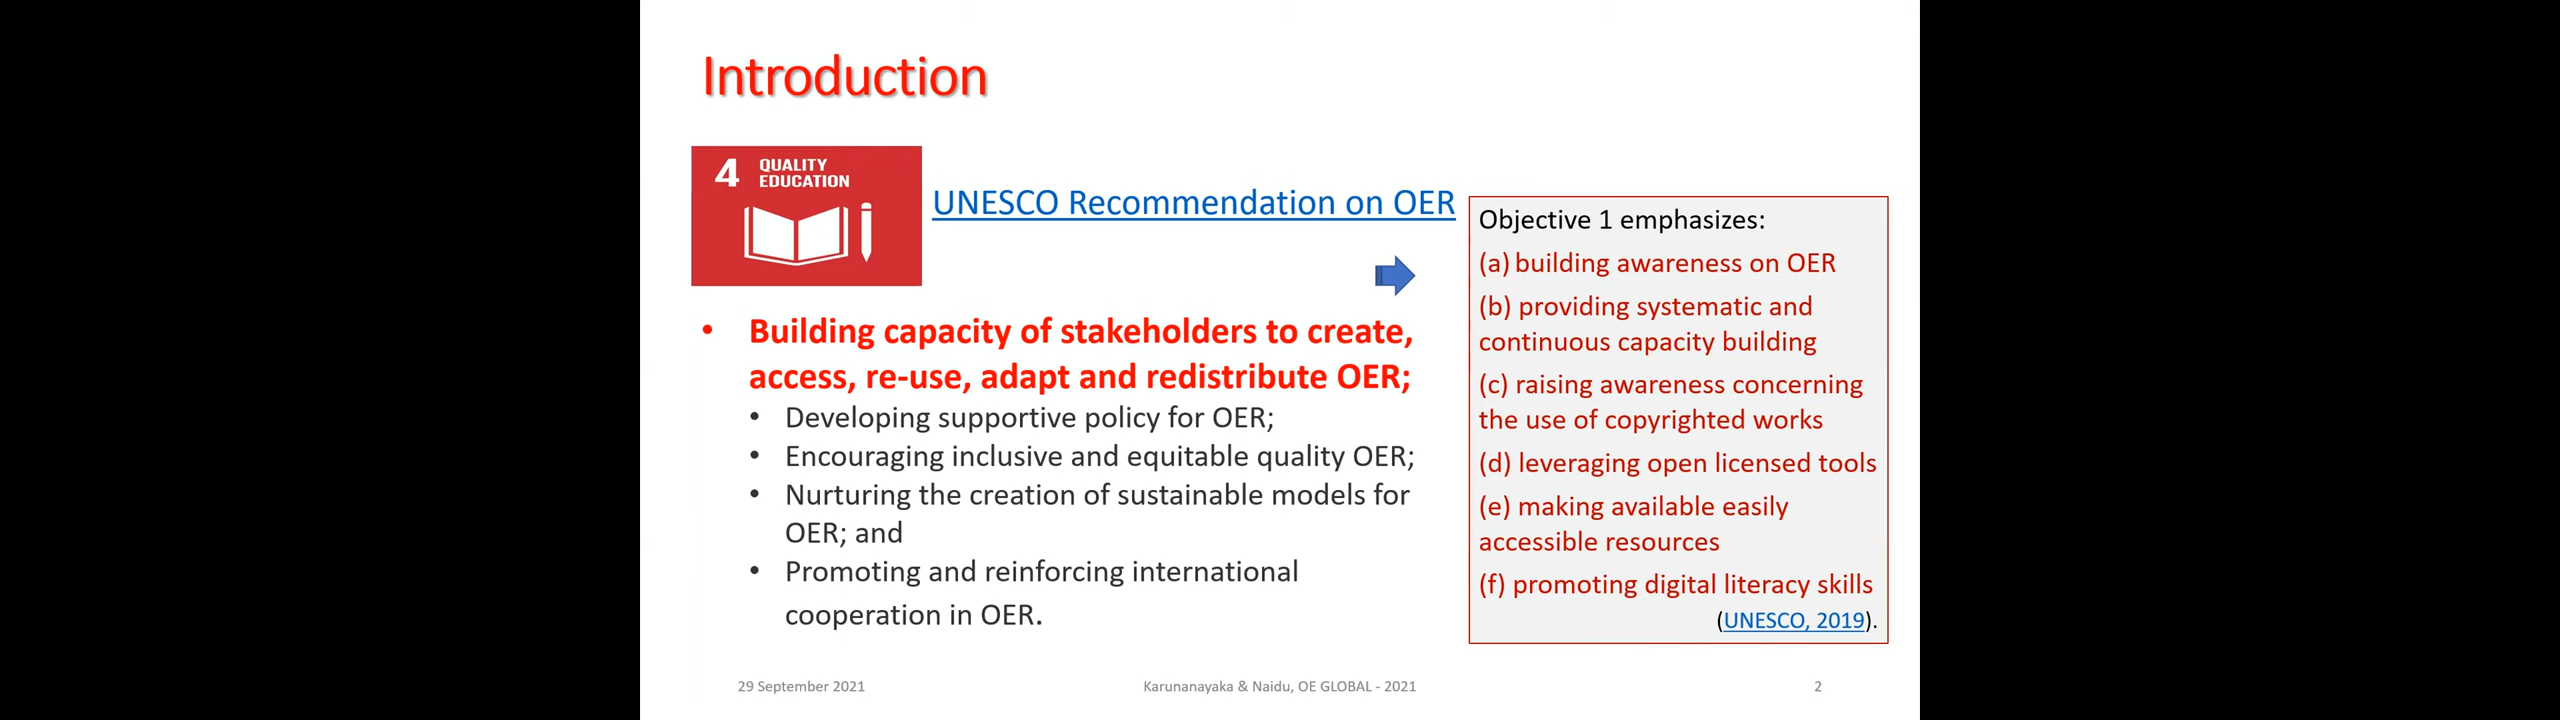 Introduction
4 QUALITY
EDUCATION
UNESCO Recommendation on OER
• Building capacity of stakeholders to create,
access, re-use, adapt and redistribute OER;
• Developing supportive policy for OER;
• Encouraging inclusive and equitable quality OER;
• Nurturing the creation of sustainable models for
OER; and
• Promoting and reinforcing international
cooperation in OER.
Objective 1 emphasizes:
(a) building awareness on OER
(b) providing systematic and
continuous capacity building
(c) raising awareness concerning
the use of copyrighted works
(d) leveraging open licensed tools
(e) making available easily
accessible resources
(f) promoting digital literacy skills
(UNESCO, 2019).
29 September 2021
Karunanayaka & Naidu, OE GLOBAL - 2021
2